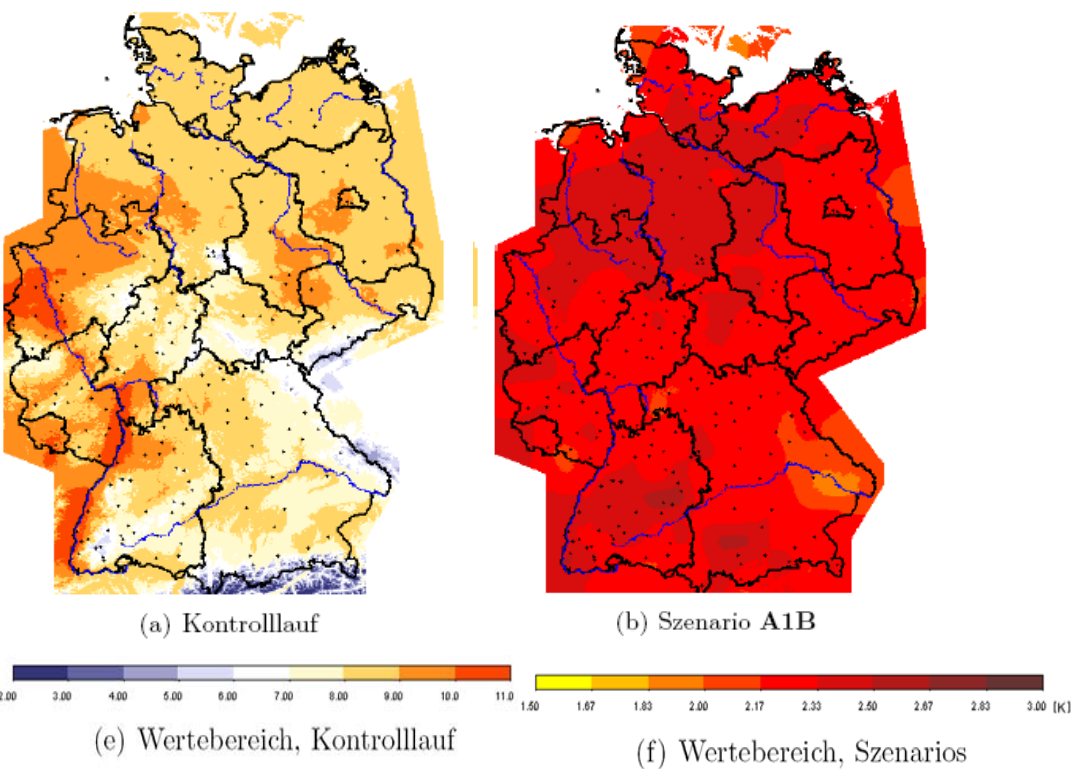 (a) Kontrolllauf
(b) Szenario A1B
2.00 3.00 4.00 5.00 6.00 7.00 8.00 9.00 10.0 11.0
1.50 1.67 1.83 2.00 2.17 2.33 2.50 2.67 2.83 3.00 [K]
(e) Wertebereich, Kontrolllauf
(f) Wertebereich, Szenarios